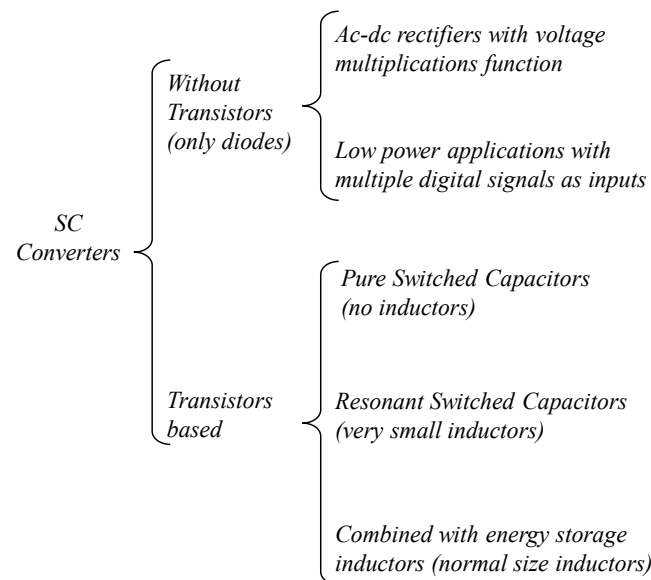 Ac-dc rectifiers with voltage
multiplications function
Without
Transistors
(only diodes)
Low power applications with
multiple digital signals as inputs
SC
Converters
Pure Switched Capacitors
(no inductors)
Transistors
based
Resonant Switched Capacitors
(very small inductors)
Combined with energy storage
inductors (normal size inductors)